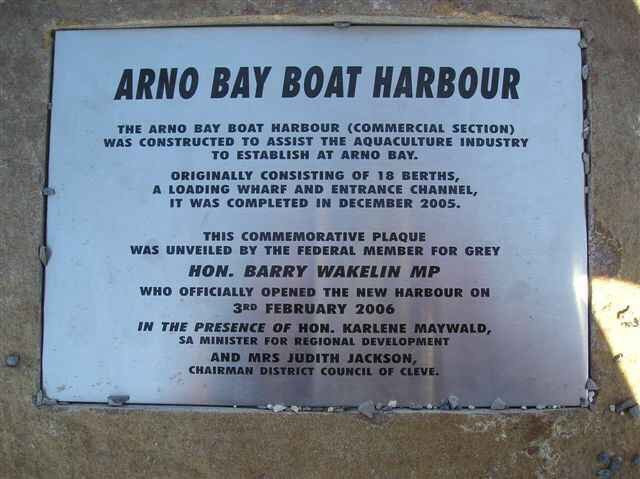 ARNO BAY BOAT HARBOUR
THE ARNO BAY BOAT HARBOUR (COMMERCIAL SECTION)
WAS CONSTRUCTED TO ASSIST THE AQUACULTURE INDUSTRY
TO ESTABLISH AT ARNO BAY.
ORIGINALLY CONSISTING OF 18 BERTHS,
A LOADING WHARF AND ENTRANCE CHANNEL,
IT WAS COMPLETED IN DECEMBER 2005.
THIS COMMEMORATIVE PLAQUE
WAS UNVEILED BY THE FEDERAL MEMBER FOR GREY
HON. BARRY WAKELIN MP
WHO OFFICIALLY OPENED THE NEW HARBOUR ON
3RD FEBRUARY 2006
IN THE PRESENCE OF HON. KARLENE MAYWALD,
SA MINISTER FOR REGIONAL DEVELOPMENT
AND MRS JUDITH JACKSON,
CHAIRMAN DISTRICT COUNCIL OF CLEVE.